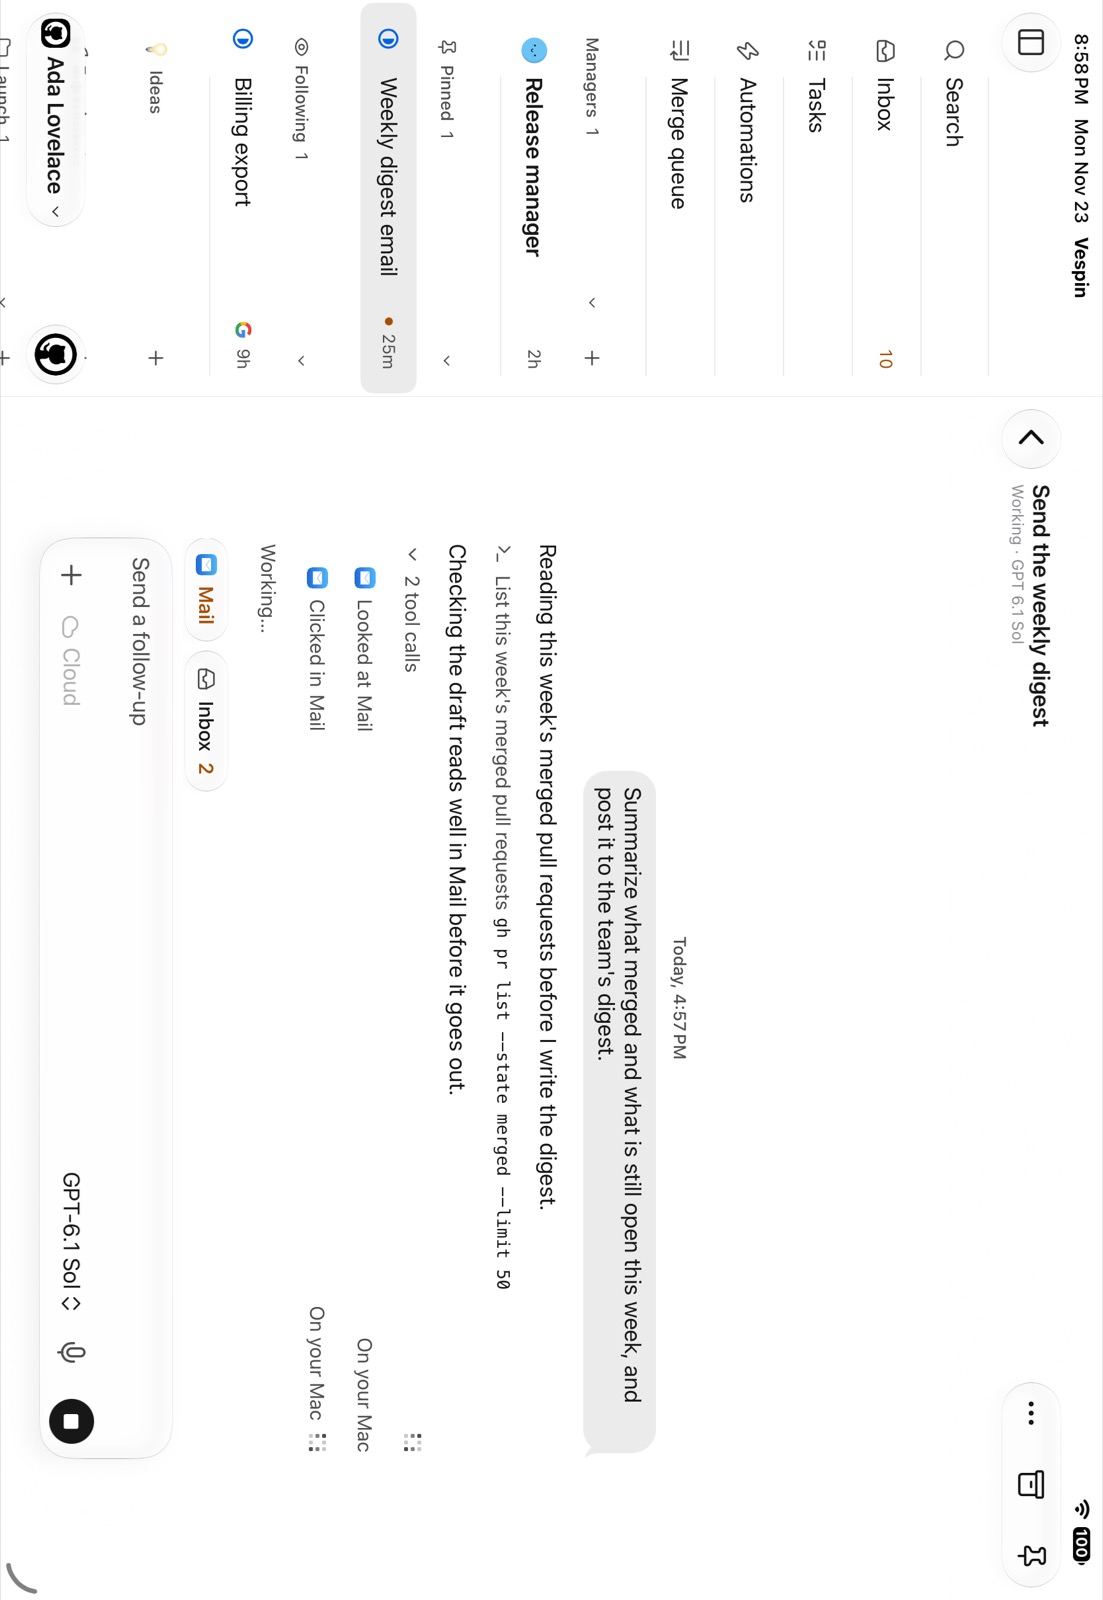 8:58 PM Mon Nov 23 Vespin
100
Search
Inbox 10
Tasks
Automations
Merge queue
Managers 1
Release manager 2h
Pinned 1
Weekly digest email 25m
Following 1
Billing export 9h
Ideas
Ada Lovelace
Launch 1
Send the weekly digest
Working · GPT 6.1 Sol
Today, 4:57 PM
Summarize what merged and what is still open this week, and
post it to the team's digest.
Reading this week's merged pull requests before I write the digest.
List this week's merged pull requests gh pr list --state merged --limit 50
Checking the draft reads well in Mail before it goes out.
2 tool calls
Looked at Mail On your Mac
Clicked in Mail On your Mac
Working...
Mail Inbox 2
Send a follow-up
Cloud GPT-6.1 Sol